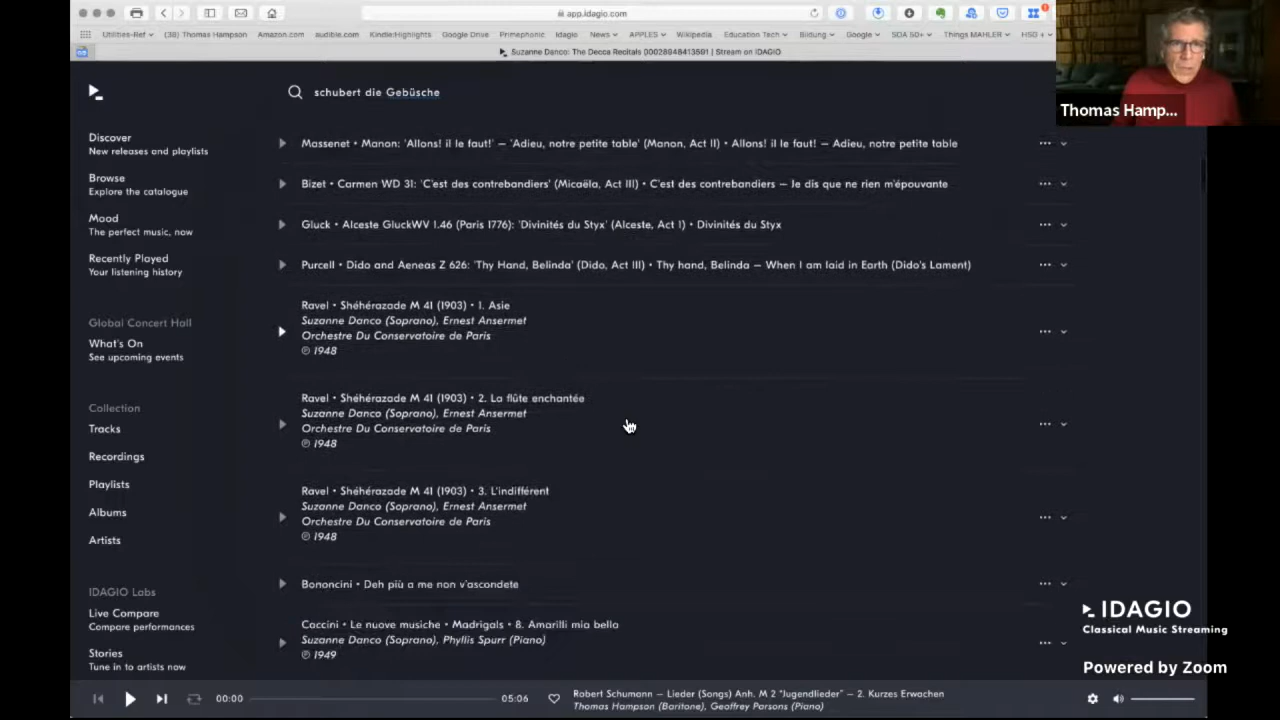 app.idagio.com
Utilities-Ref
(38) Thomas Hampson
Amazon.com
audible.com
Kindle:Highlights
Google Drive
Primephonic
Idagio
News
APPLES
Wikipedia
Education Tech
Bildung
Google
SDA 50+
Things MAHLER
HSD +
Suzanne Danco: The Decca Recitals (00028948413591) | Stream on IDAGIO
Thomas Hamp...
schubert die Gebüsche
Discover
New releases and playlists
Browse
Explore the catalogue
Mood
The perfect music, now
Recently Played
Your listening history
Global Concert Hall
What's On
See upcoming events
Collection
Tracks
Recordings
Playlists
Albums
Artists
IDAGIO Labs
Live Compare
Compare performances
Stories
Tune in to artists now
Massenet • Manon: 'Allons! il le faut!' – 'Adieu, notre petite table' (Manon, Act II) • Allons! il le faut! – Adieu, notre petite table
Bizet • Carmen WD 31: 'C'est des contrebandiers' (Micaëla, Act III) • C'est des contrebandiers – Je dis que ne rien m'épouvante
Gluck • Alceste GluckWV 1.46 (Paris 1776): 'Divinités du Styx' (Alceste, Act 1) • Divinités du Styx
Purcell • Dido and Aeneas Z 626: 'Thy Hand, Belinda' (Dido, Act III) • Thy hand, Belinda – When I am laid in Earth (Dido's Lament)
Ravel • Shéhérazade M 41 (1903) • 1. Asie
Suzanne Danco (Soprano), Ernest Ansermet
Orchestre Du Conservatoire de Paris
℗ 1948
Ravel • Shéhérazade M 41 (1903) • 2. La flûte enchantée
Suzanne Danco (Soprano), Ernest Ansermet
Orchestre Du Conservatoire de Paris
℗ 1948
Ravel • Shéhérazade M 41 (1903) • 3. L'indifférent
Suzanne Danco (Soprano), Ernest Ansermet
Orchestre Du Conservatoire de Paris
℗ 1948
Bononcini • Deh più a me non v'ascondete
Caccini • Le nuove musiche • Madrigals • 8. Amarilli mia bella
Suzanne Danco (Soprano), Phyllis Spurr (Piano)
℗ 1949
IDAGIO
Classical Music Streaming
Powered by Zoom
00:00
05:06
Robert Schumann – Lieder (Songs) Anh. M 2 "Jugendlieder" – 2. Kurzes Erwachen
Thomas Hampson (Baritone), Geoffrey Parsons (Piano)